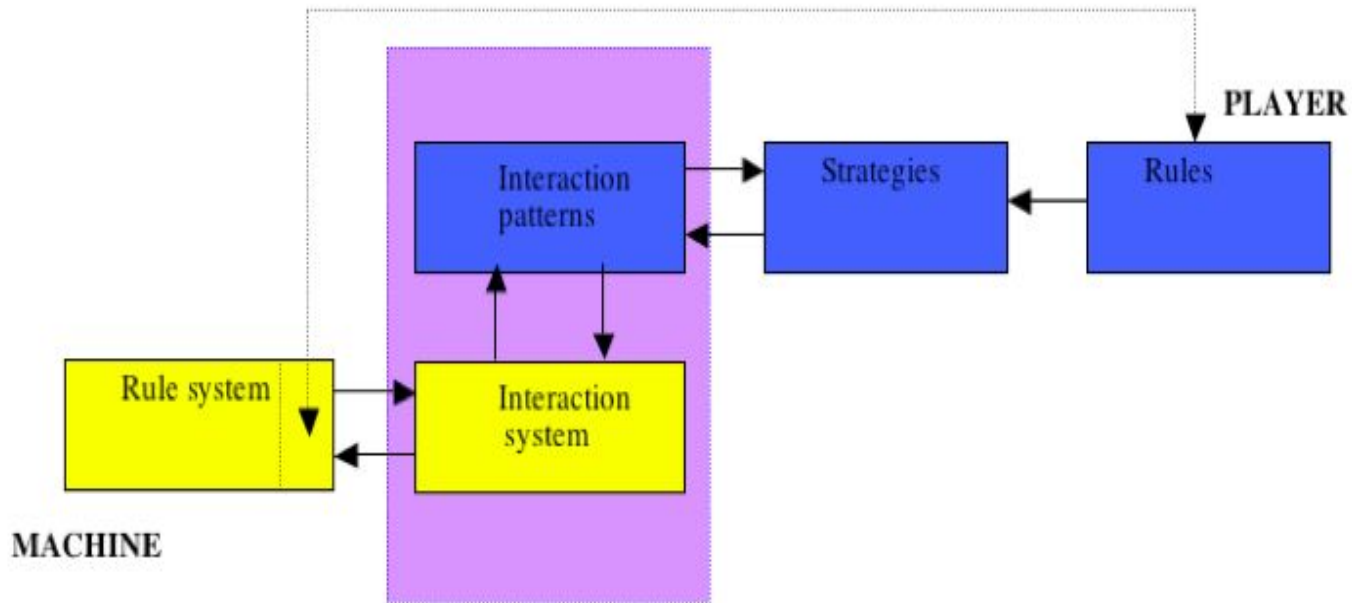 PLAYER
Interaction
patterns
Strategies
Rules
Rule system
Interaction
system
MACHINE